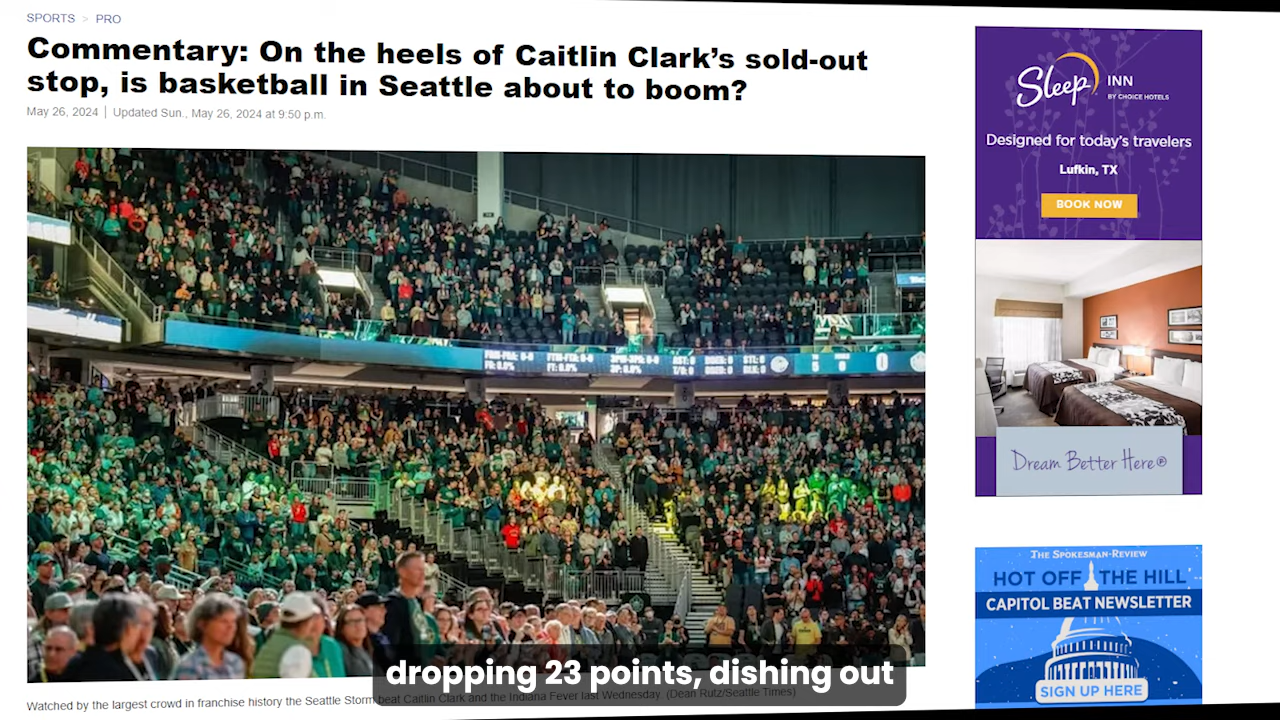 SPORTS > PRO
Commentary: On the heels of Caitlin Clark's sold-out
stop, is basketball in Seattle about to boom?
May 26, 2024 | Updated Sun., May 26, 2024 at 9:50 p.m.
Watched by the largest crowd in franchise history the Seattle Storm beat Caitlin Clark and the Indiana Fever last Wednesday. (Dean Rutz/Seattle Times)
dropping 23 points, dishing out
Sleep INN
BY CHOICE HOTELS
Designed for today's travelers
Lufkin, TX
BOOK NOW
Dream Better Here®
THE SPOKESMAN-REVIEW
HOT OFF THE HILL
CAPITOL BEAT NEWSLETTER
SIGN UP HERE